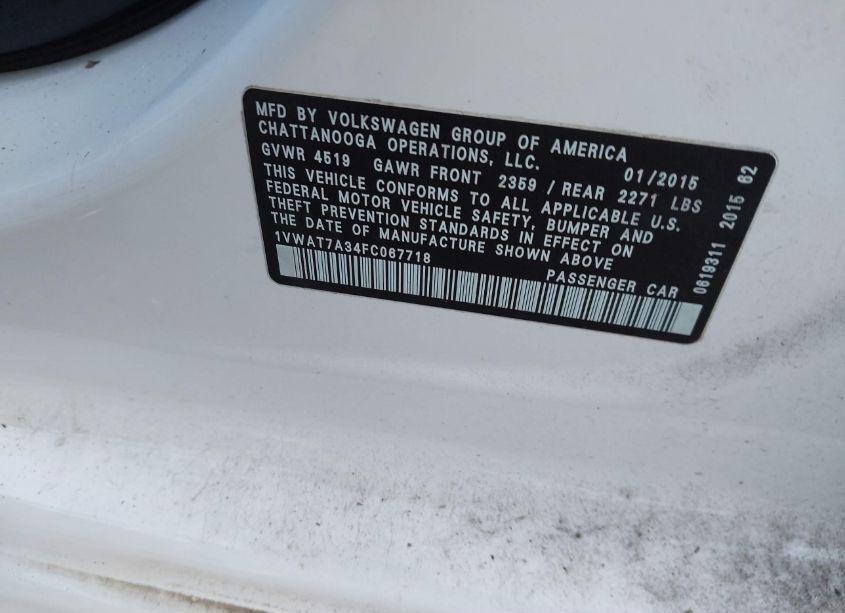 MFD BY VOLKSWAGEN GROUP OF AMERICA
CHATTANOOGA OPERATIONS, LLC. 01/2015
GVWR 4519 GAWR FRONT 2359 / REAR 2271 LBS
THIS VEHICLE CONFORMS TO ALL APPLICABLE U.S.
FEDERAL MOTOR VEHICLE SAFETY, BUMPER AND
THEFT PREVENTION STANDARDS IN EFFECT ON
THE DATE OF MANUFACTURE SHOWN ABOVE
1VWAT7A34FC067718 PASSENGER CAR
0619311 2015 62